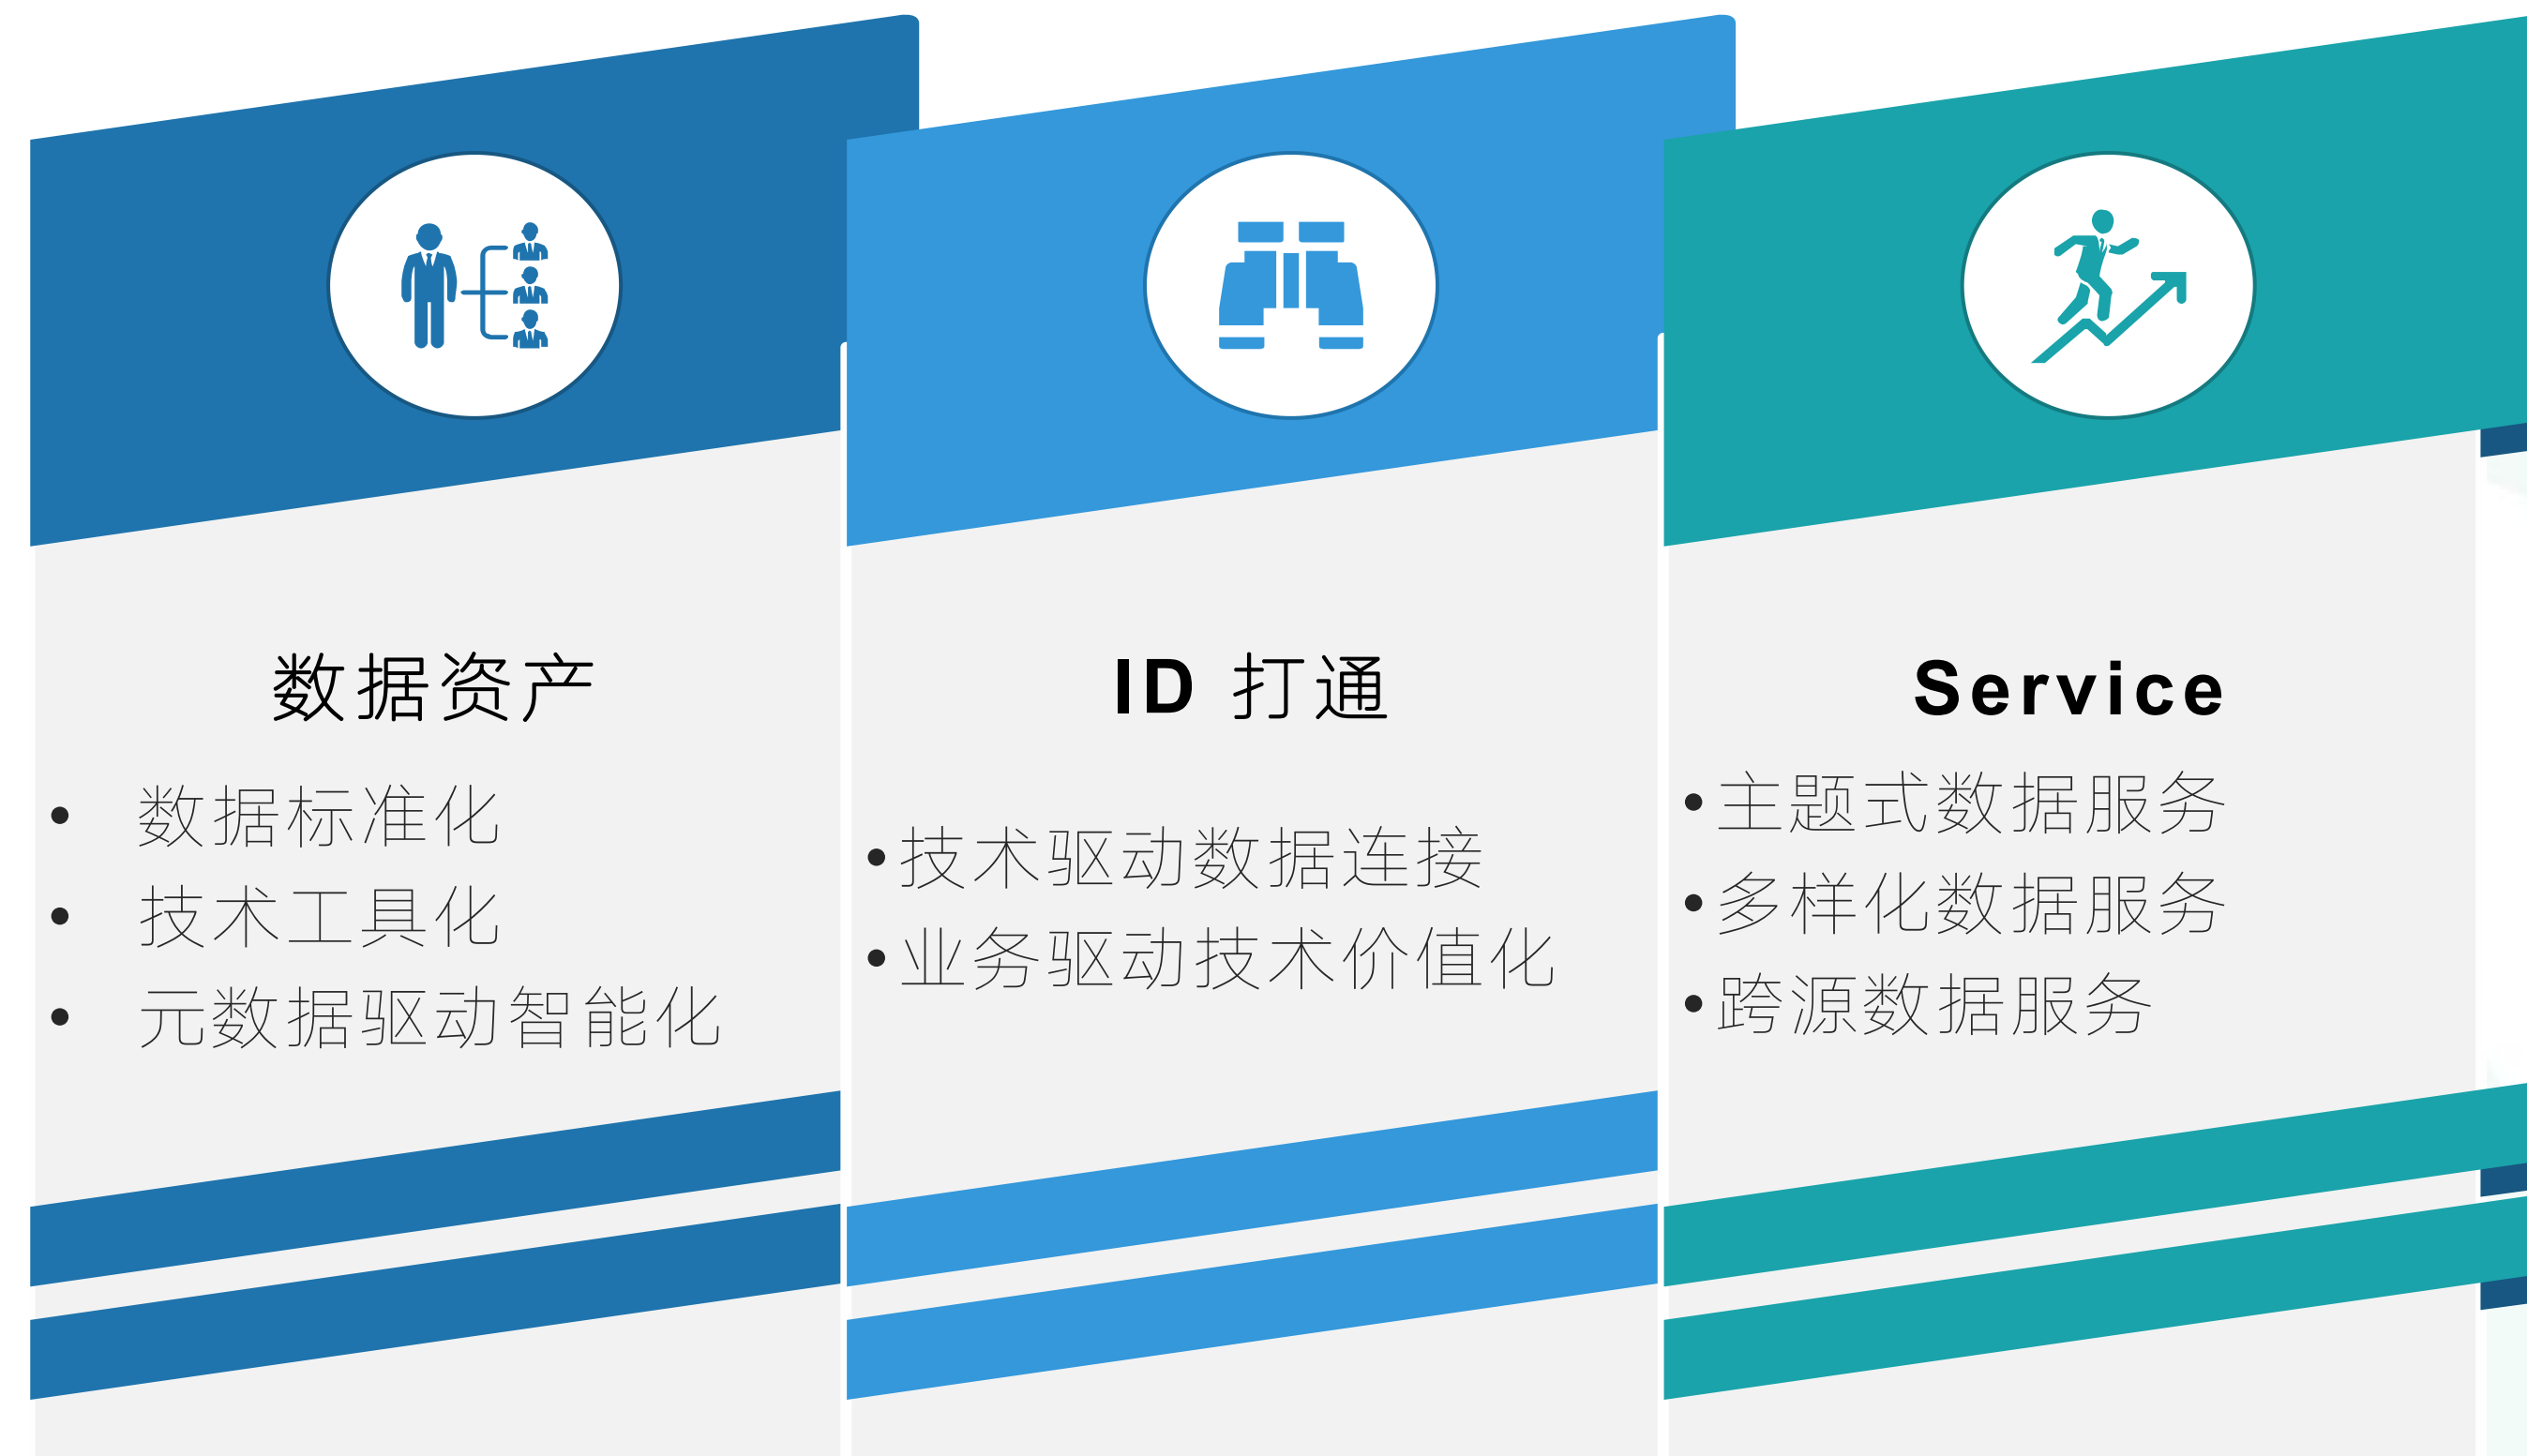 数据资产
• 数据标准化
• 技术工具化
• 元数据驱动智能化
ID 打通
• 技术驱动数据连接
• 业务驱动技术价值化
Service
• 主题式数据服务
• 多样化数据服务
• 跨源数据服务